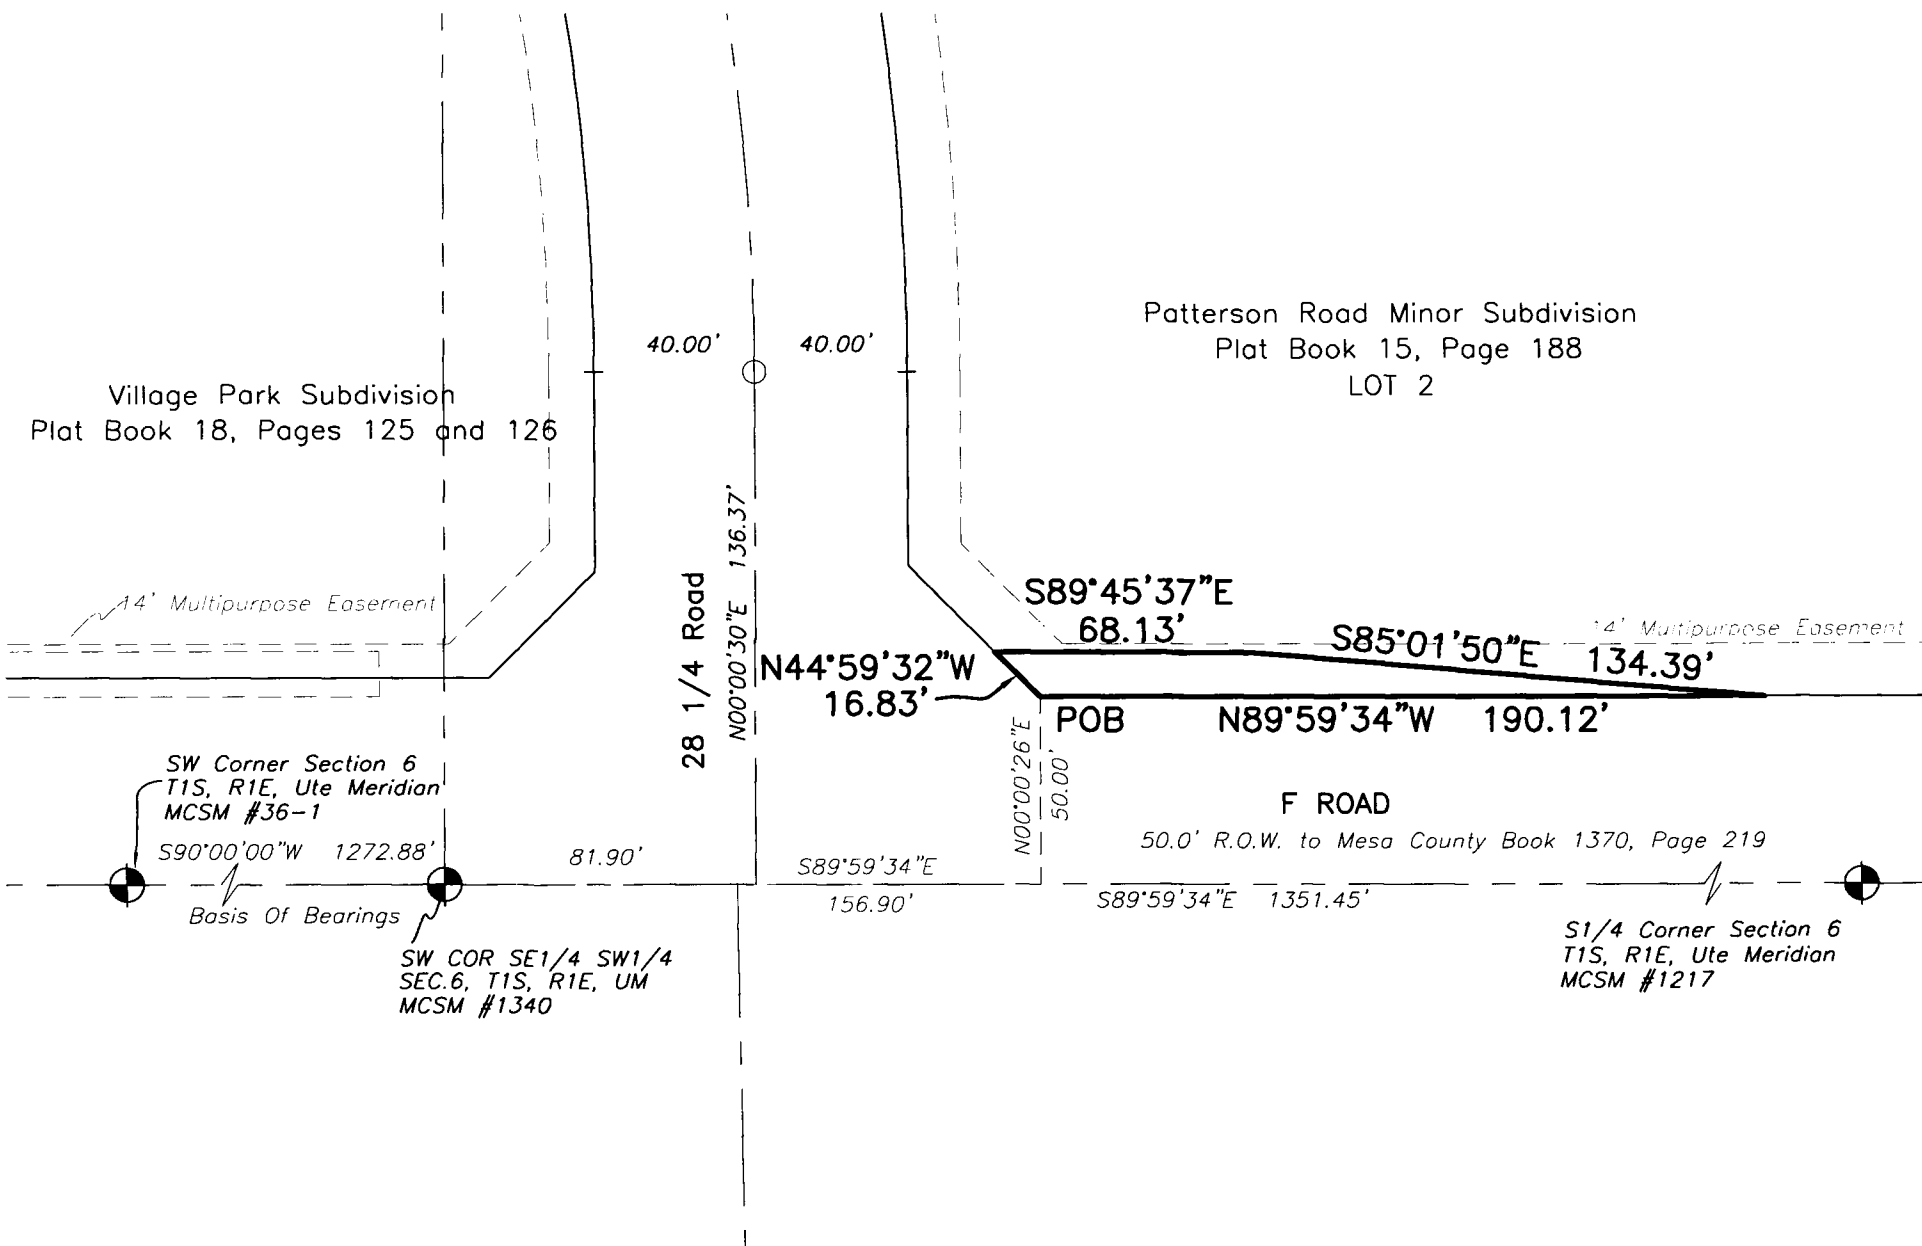 40.00'
40.00'
Patterson Road Minor Subdivision
Plat Book 15, Page 188
LOT 2
Village Park Subdivision
Plat Book 18, Pages 125 and 126
N00°00'30"E 136.37'
28 1/4 Road
14' Multipurpose Easement
S89°45'37"E
68.13'
S85°01'50"E 134.39'
14' Multipurpose Easement
N44°59'32"W
16.83'
POB
N89°59'34"W 190.12'
N00°00'26"E
50.00'
SW Corner Section 6
T1S, R1E, Ute Meridian
MCSM #36-1
F ROAD
50.0' R.O.W. to Mesa County Book 1370, Page 219
S90°00'00"W 1272.88'
Basis Of Bearings
81.90'
S89°59'34"E
156.90'
S89°59'34"E 1351.45'
SW COR SE1/4 SW1/4
SEC.6, T1S, R1E, UM
MCSM #1340
S1/4 Corner Section 6
T1S, R1E, Ute Meridian
MCSM #1217